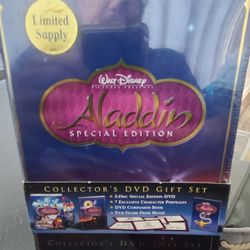 Limited
Supply
WALT DISNEY
PICTURES PRESENTS
Aladdin
SPECIAL EDITION
COLLECTOR'S DVD GIFT SET
• 2-Disc Special Edition DVD
• 7 Exclusive Character Portraits
• DVD Companion Book
• Film Frame From Movie
Aladdin